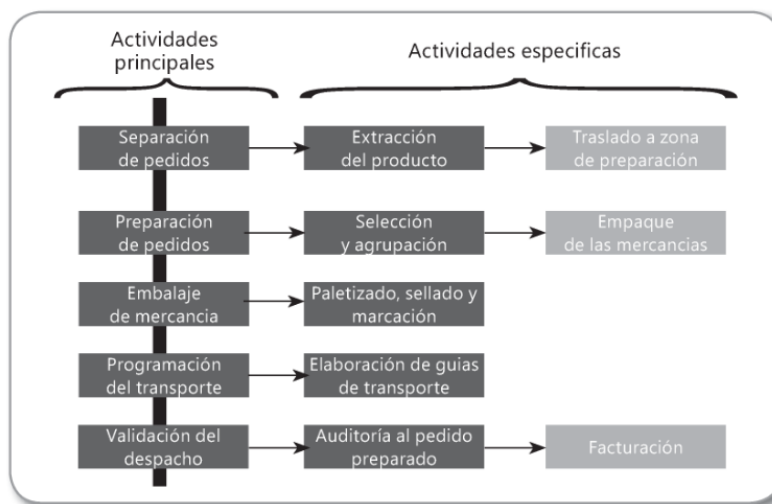 Actividades
principales
Actividades especificas
Separación
de pedidos
Extracción
del producto
Traslado a zona
de preparación
Preparación
de pedidos
Selección
y agrupación
Empaque
de las mercancias
Embalaje
de mercancia
Paletizado, sellado y
marcación
Programación
del transporte
Elaboración de guias
de transporte
Validación del
despacho
Auditoría al pedido
preparado
Facturación